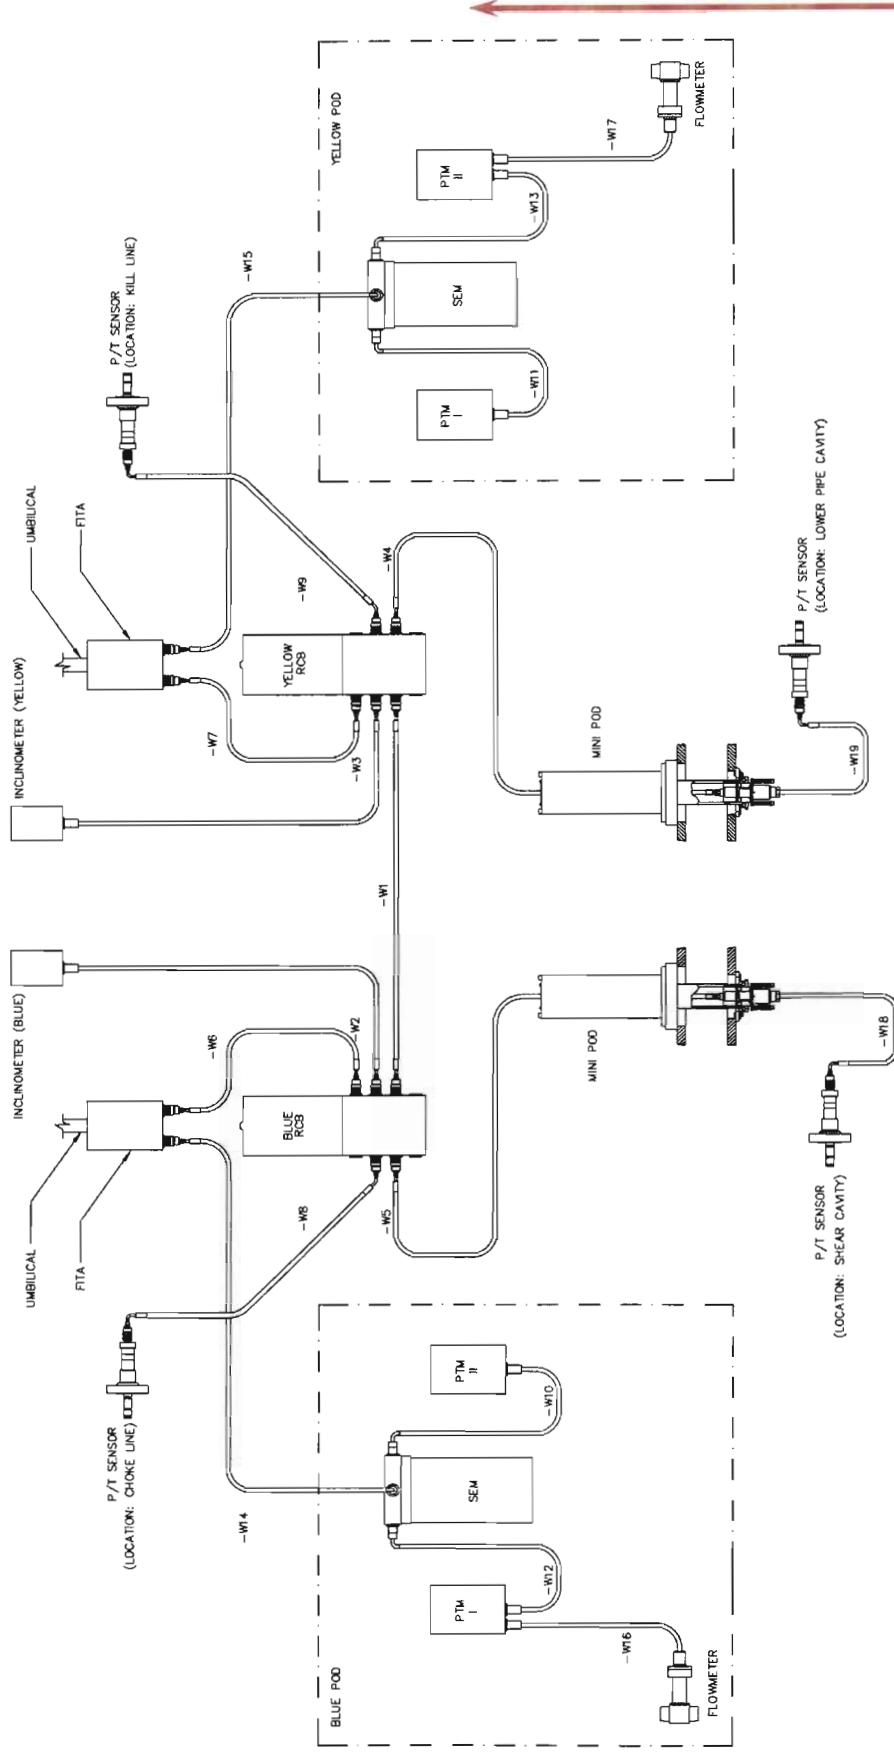 INCLINOMETER (BLUE)
INCLINOMETER (YELLOW)
UMBILICAL
FITA
UMBILICAL
FITA
P/T SENSOR
(LOCATION: CHOKE LINE)
P/T SENSOR
(LOCATION: KILL LINE)
-W14
-W6
-W7
-W15
-W8
-W2
-W3
-W9
BLUE
RCB
YELLOW
RCB
-W5
-W1
-W4
BLUE POD
PTM
I
SEM
PTM
II
-W12
-W10
-W16
FLOWMETER
YELLOW POD
PTM
I
SEM
PTM
II
-W11
-W13
-W17
FLOWMETER
MINI POD
MINI POD
P/T SENSOR
(LOCATION: SHEAR CAVITY)
-W18
-W19
P/T SENSOR
(LOCATION: LOWER PIPE CAVITY)